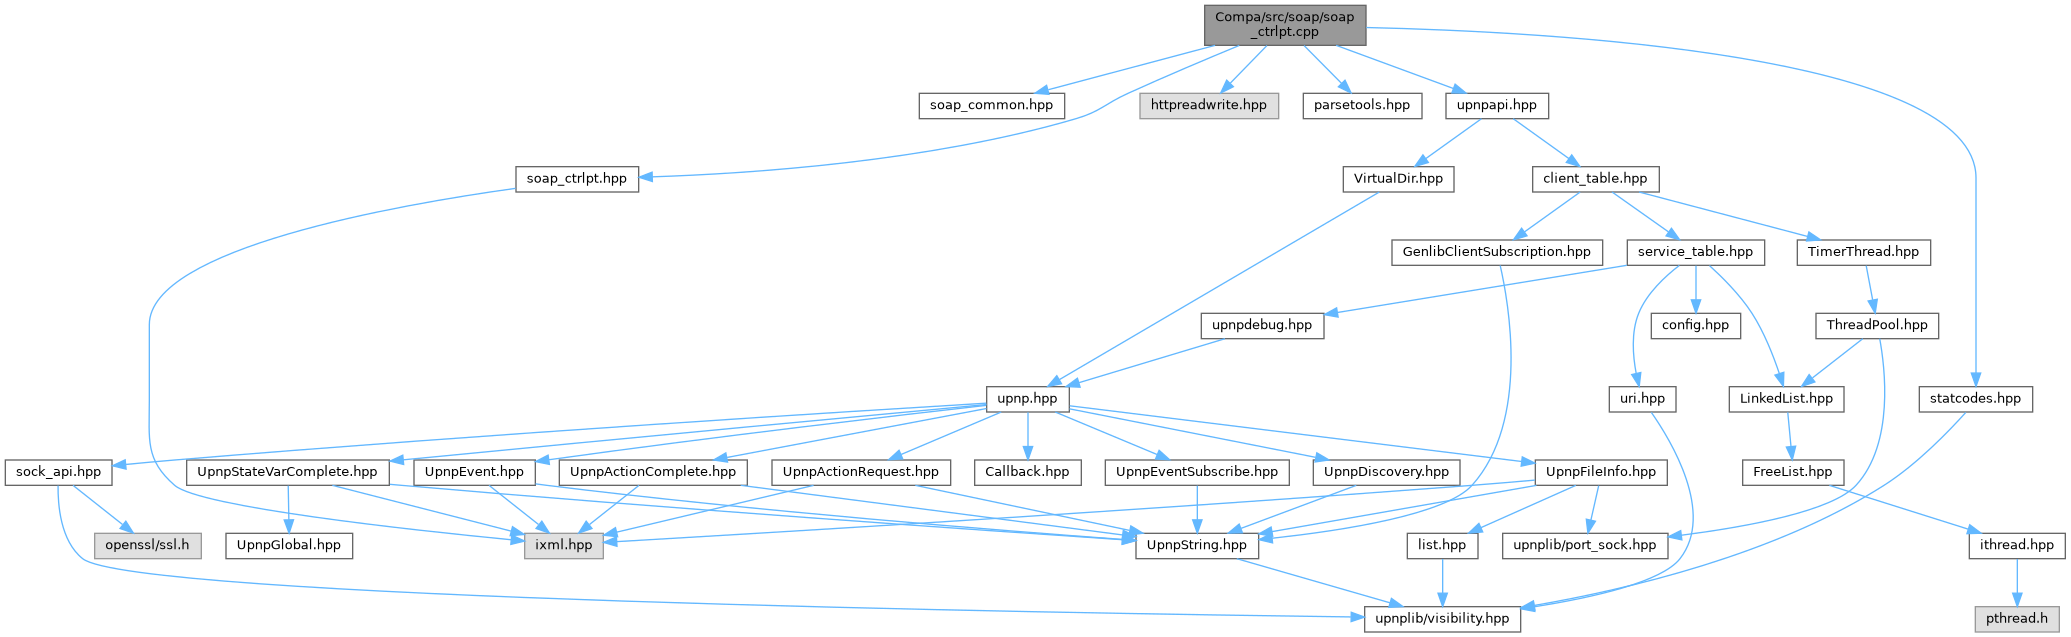 Compa/src/soap/soap
_ctrlpt.cpp
soap_common.hpp
httpreadwrite.hpp
parsetools.hpp
upnpapi.hpp
soap_ctrlpt.hpp
VirtualDir.hpp
client_table.hpp
GenlibClientSubscription.hpp
service_table.hpp
TimerThread.hpp
upnpdebug.hpp
config.hpp
ThreadPool.hpp
upnp.hpp
uri.hpp
LinkedList.hpp
statcodes.hpp
sock_api.hpp
UpnpStateVarComplete.hpp
UpnpEvent.hpp
UpnpActionComplete.hpp
UpnpActionRequest.hpp
Callback.hpp
UpnpEventSubscribe.hpp
UpnpDiscovery.hpp
UpnpFileInfo.hpp
FreeList.hpp
openssl/ssl.h
UpnpGlobal.hpp
ixml.hpp
UpnpString.hpp
list.hpp
upnplib/port_sock.hpp
ithread.hpp
upnplib/visibility.hpp
pthread.h